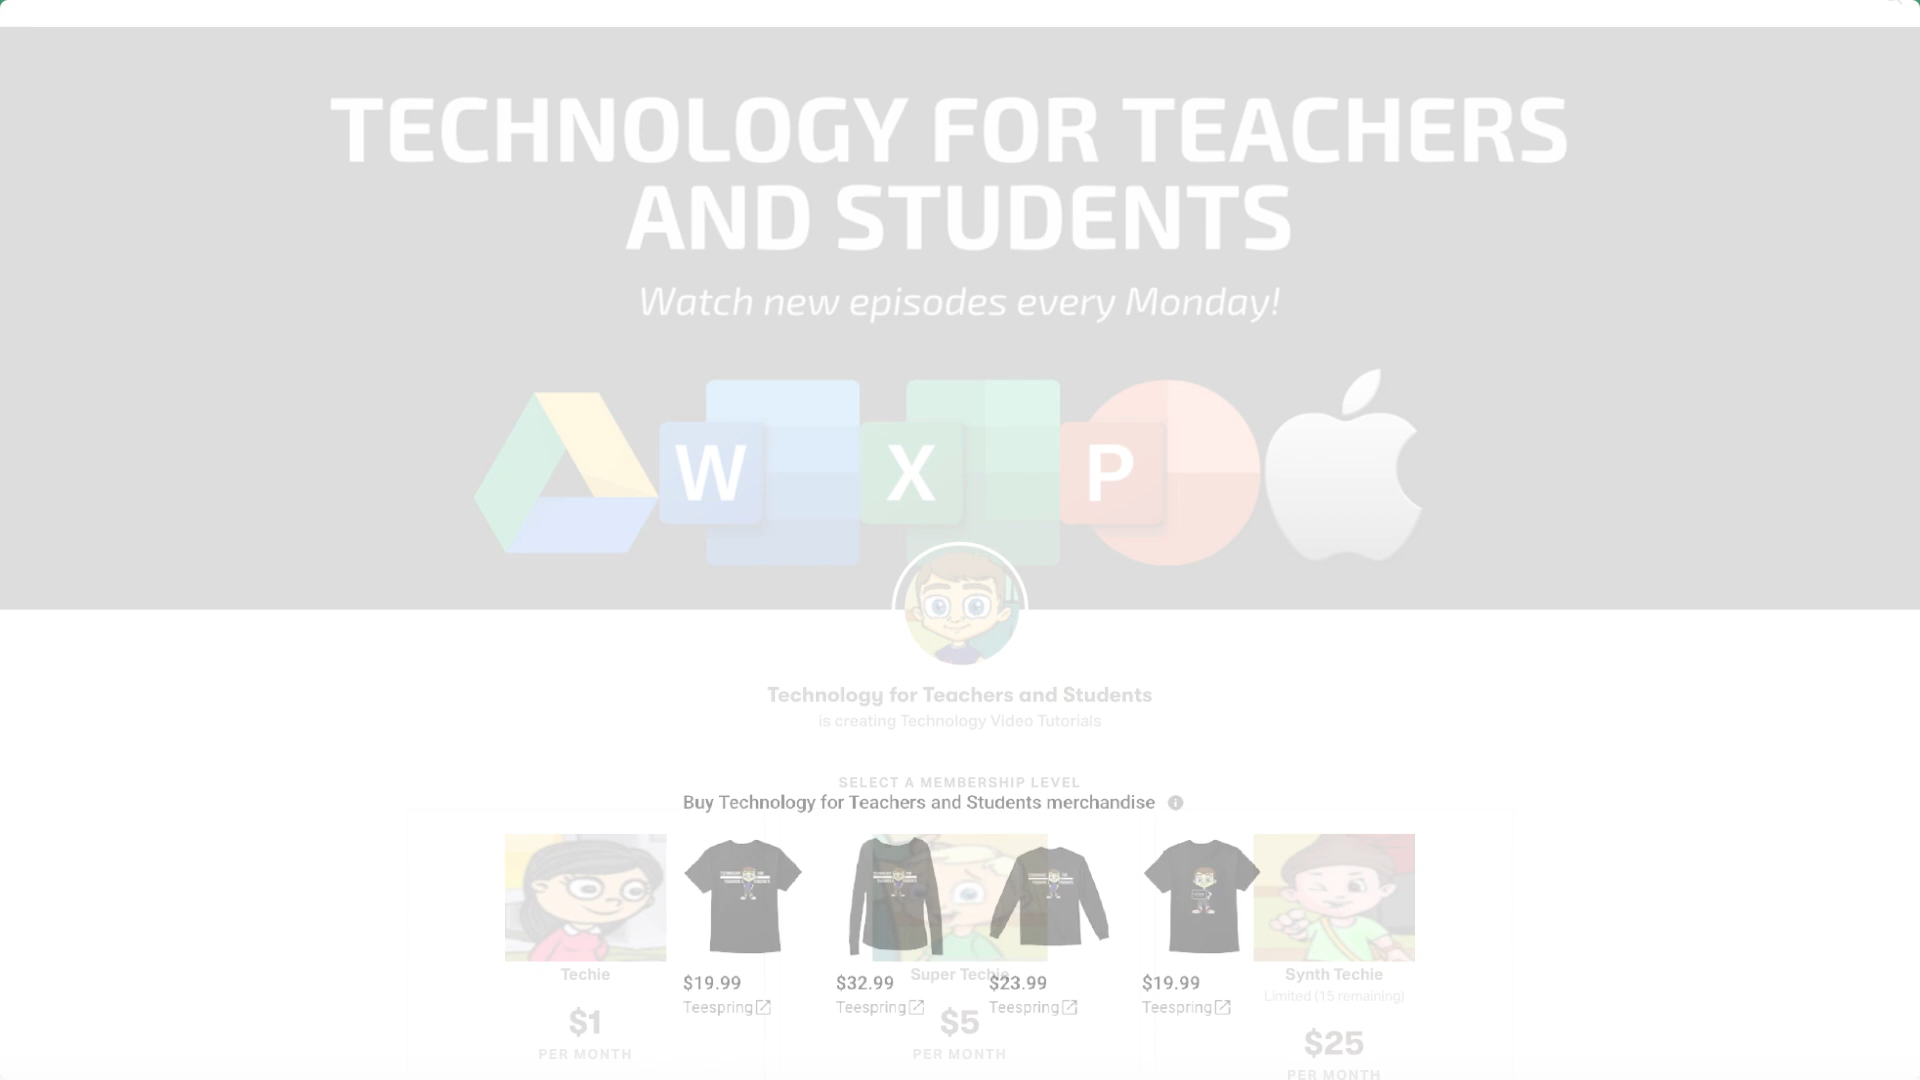 TECHNOLOGY FOR TEACHERS
AND STUDENTS
Watch new episodes every Monday!
W X P
Technology for Teachers and Students
is creating Technology Video Tutorials
SELECT A MEMBERSHIP LEVEL
Buy Technology for Teachers and Students merchandise
Techie Super Techie Synth Techie
Limited (15 remaining)
$19.99 $32.99 $23.99 $19.99
Teespring Teespring Teespring Teespring
$1 $5 $25
PER MONTH PER MONTH PER MONTH